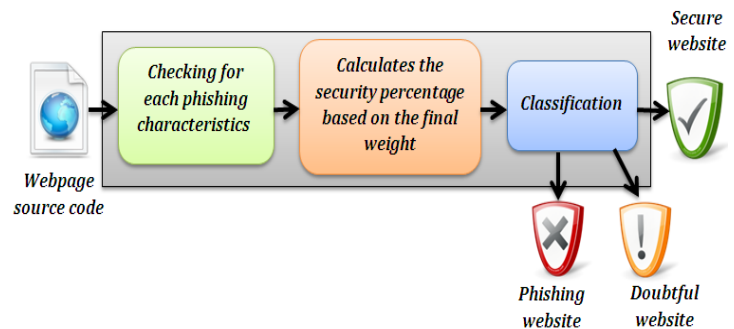 Secure
website
Checking for
each phishing
characteristics
Calculates the
security percentage
based on the final
weight
Classification
Webpage
source code
Phishing
website
Doubtful
website